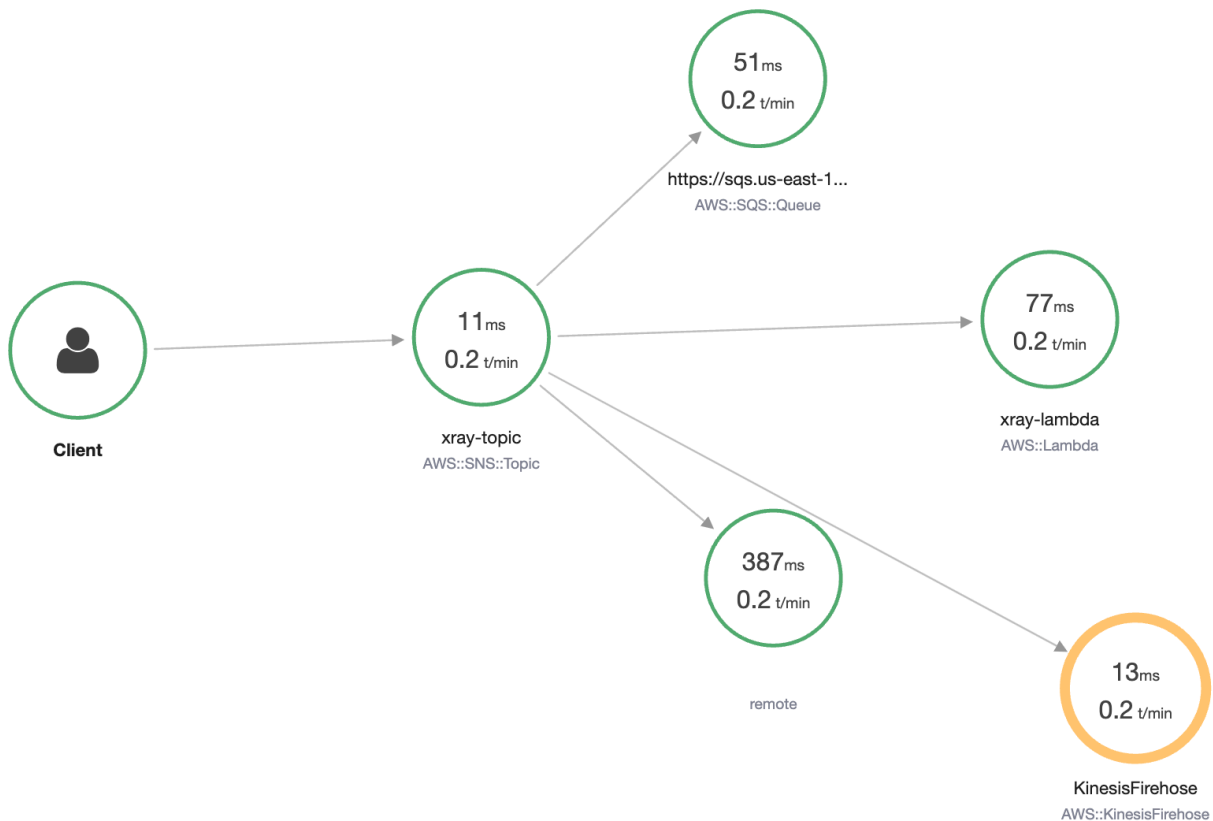 51ms
0.2 t/min
https://sqs.us-east-1...
AWS::SQS::Queue
Client
11ms
0.2 t/min
xray-topic
AWS::SNS::Topic
77ms
0.2 t/min
xray-lambda
AWS::Lambda
387ms
0.2 t/min
remote
13ms
0.2 t/min
KinesisFirehose
AWS::KinesisFirehose